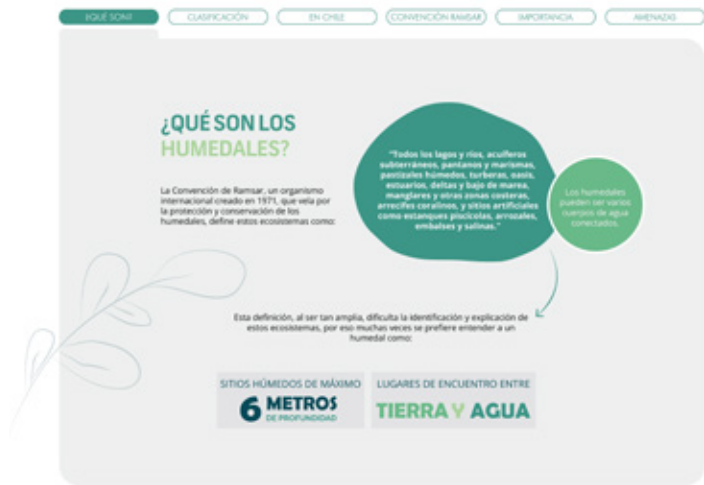 ¿QUÉ SON?
CLASIFICACIÓN
EN CHILE
CONVENCIÓN RAMSAR
IMPORTANCIA
AMENAZAS
¿QUÉ SON LOS
HUMEDALES?
La Convención de Ramsar, un organismo
internacional creado en 1971, que vela por
la protección y conservación de los
humedales, define estos ecosistemas como:
"Todos los lagos y ríos, acuíferos
subterráneos, pantanos y marismas,
pastizales húmedos, turberas, oasis,
estuarios, deltas y bajo de marea,
manglares y otras zonas costeras,
arrecifes coralinos, y sitios artificiales
como estanques piscícolas, arrozales,
embalses y salinas."
Los humedales
pueden ser varios
cuerpos de agua
conectados.
Esta definición, al ser tan amplia, dificulta la identificación y explicación de
estos ecosistemas, por eso muchas veces se prefiere entender a un
humedal como:
SITIOS HÚMEDOS DE MÁXIMO
6 METROS
DE PROFUNDIDAD
LUGARES DE ENCUENTRO ENTRE
TIERRA Y AGUA